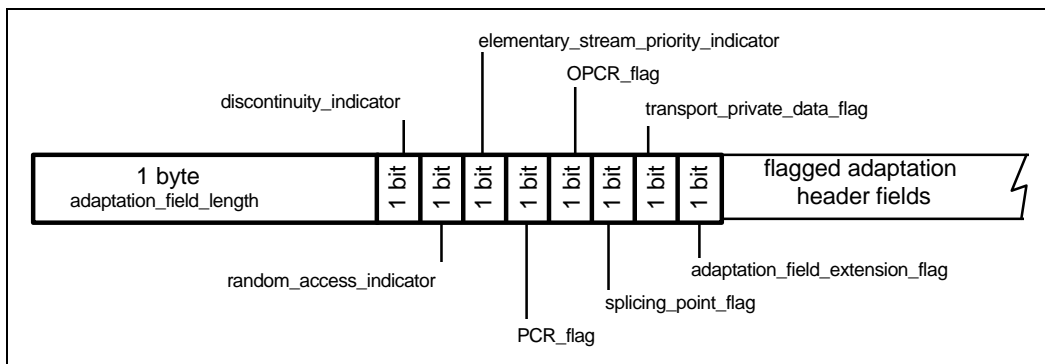 elementary_stream_priority_indicator
OPCR_flag
discontinuity_indicator
transport_private_data_flag
1 byte
adaptation_field_length
1 bit
1 bit
1 bit
1 bit
1 bit
1 bit
1 bit
1 bit
flagged adaptation
header fields
random_access_indicator
adaptation_field_extension_flag
splicing_point_flag
PCR_flag